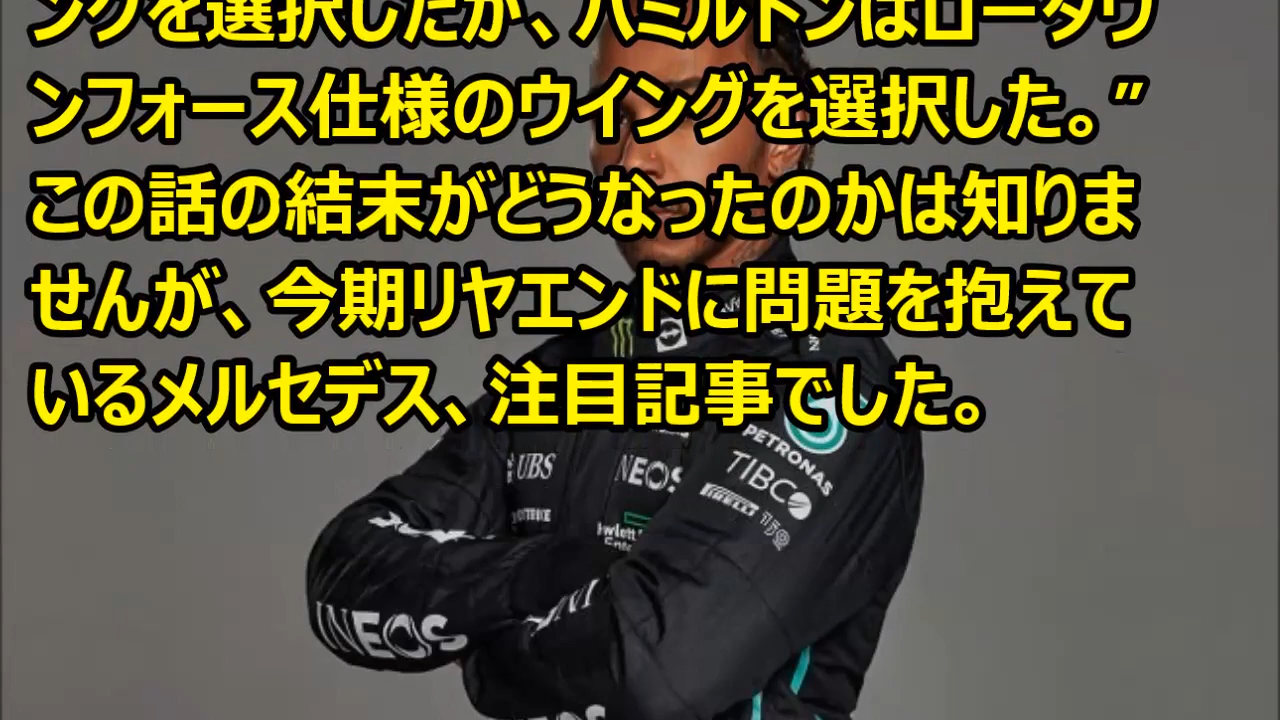 ングを選択したが、ハミルトンはローダウ
ンフォース仕様のウイングを選択した。”
この話の結末がどうなったのかは知りま
せんが、今期リヤエンドに問題を抱えて
いるメルセデス、注目記事でした。
PETRONAS
UBS
INEOS
TIBCO
PIRELLI
INEOS